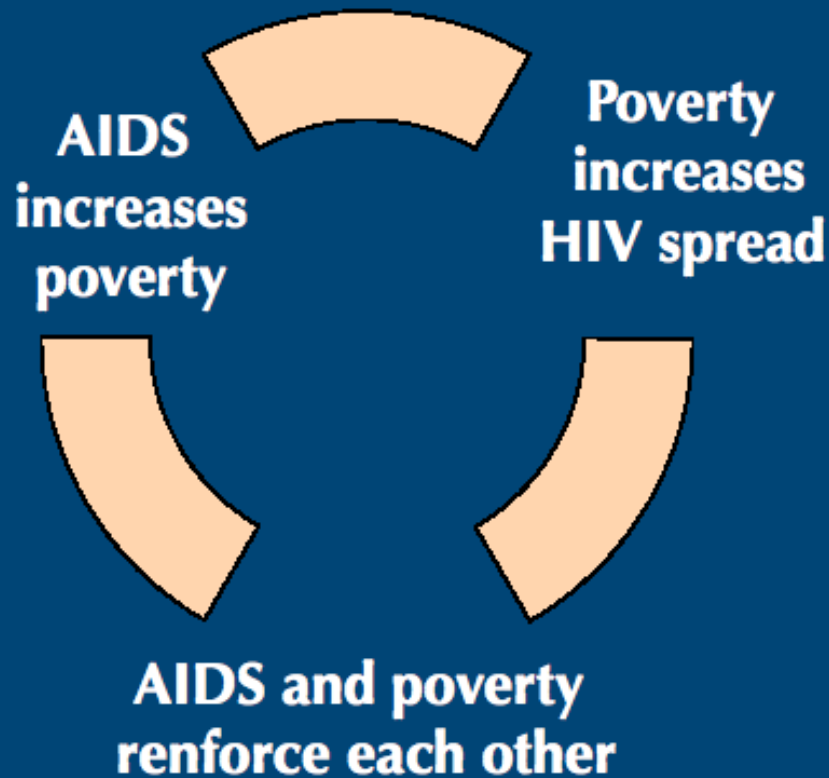 AIDS
increases
poverty
Poverty
increases
HIV spread
AIDS and poverty
renforce each other